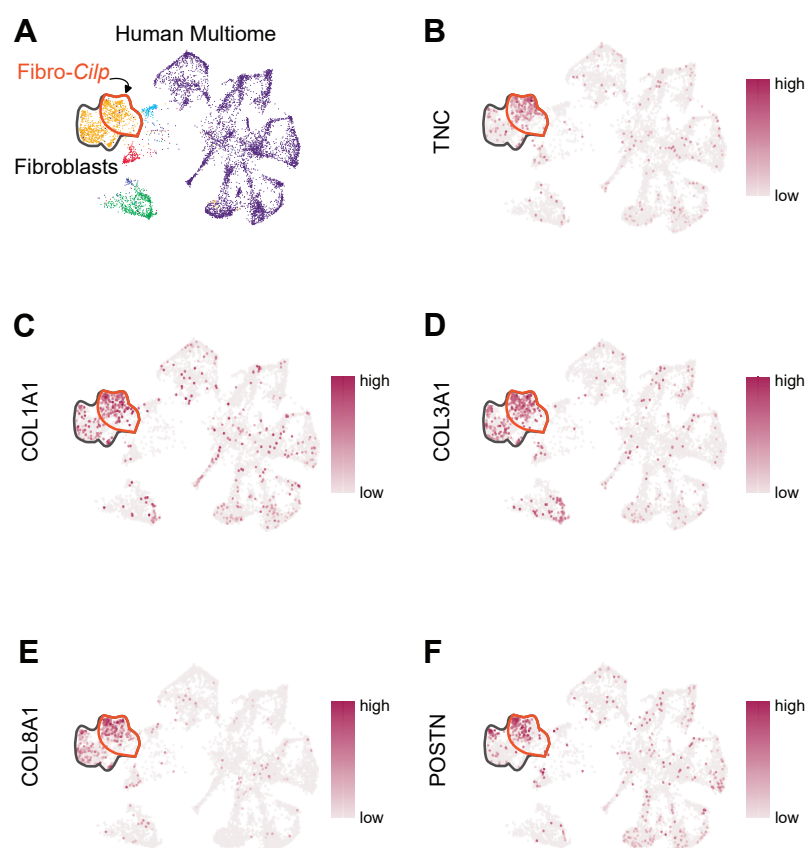 A
Human Multiome
Fibro-Cilp
Fibroblasts
B
TNC
high
low
C
COL1A1
high
low
D
COL3A1
high
low
E
COL8A1
high
low
F
POSTN
high
low